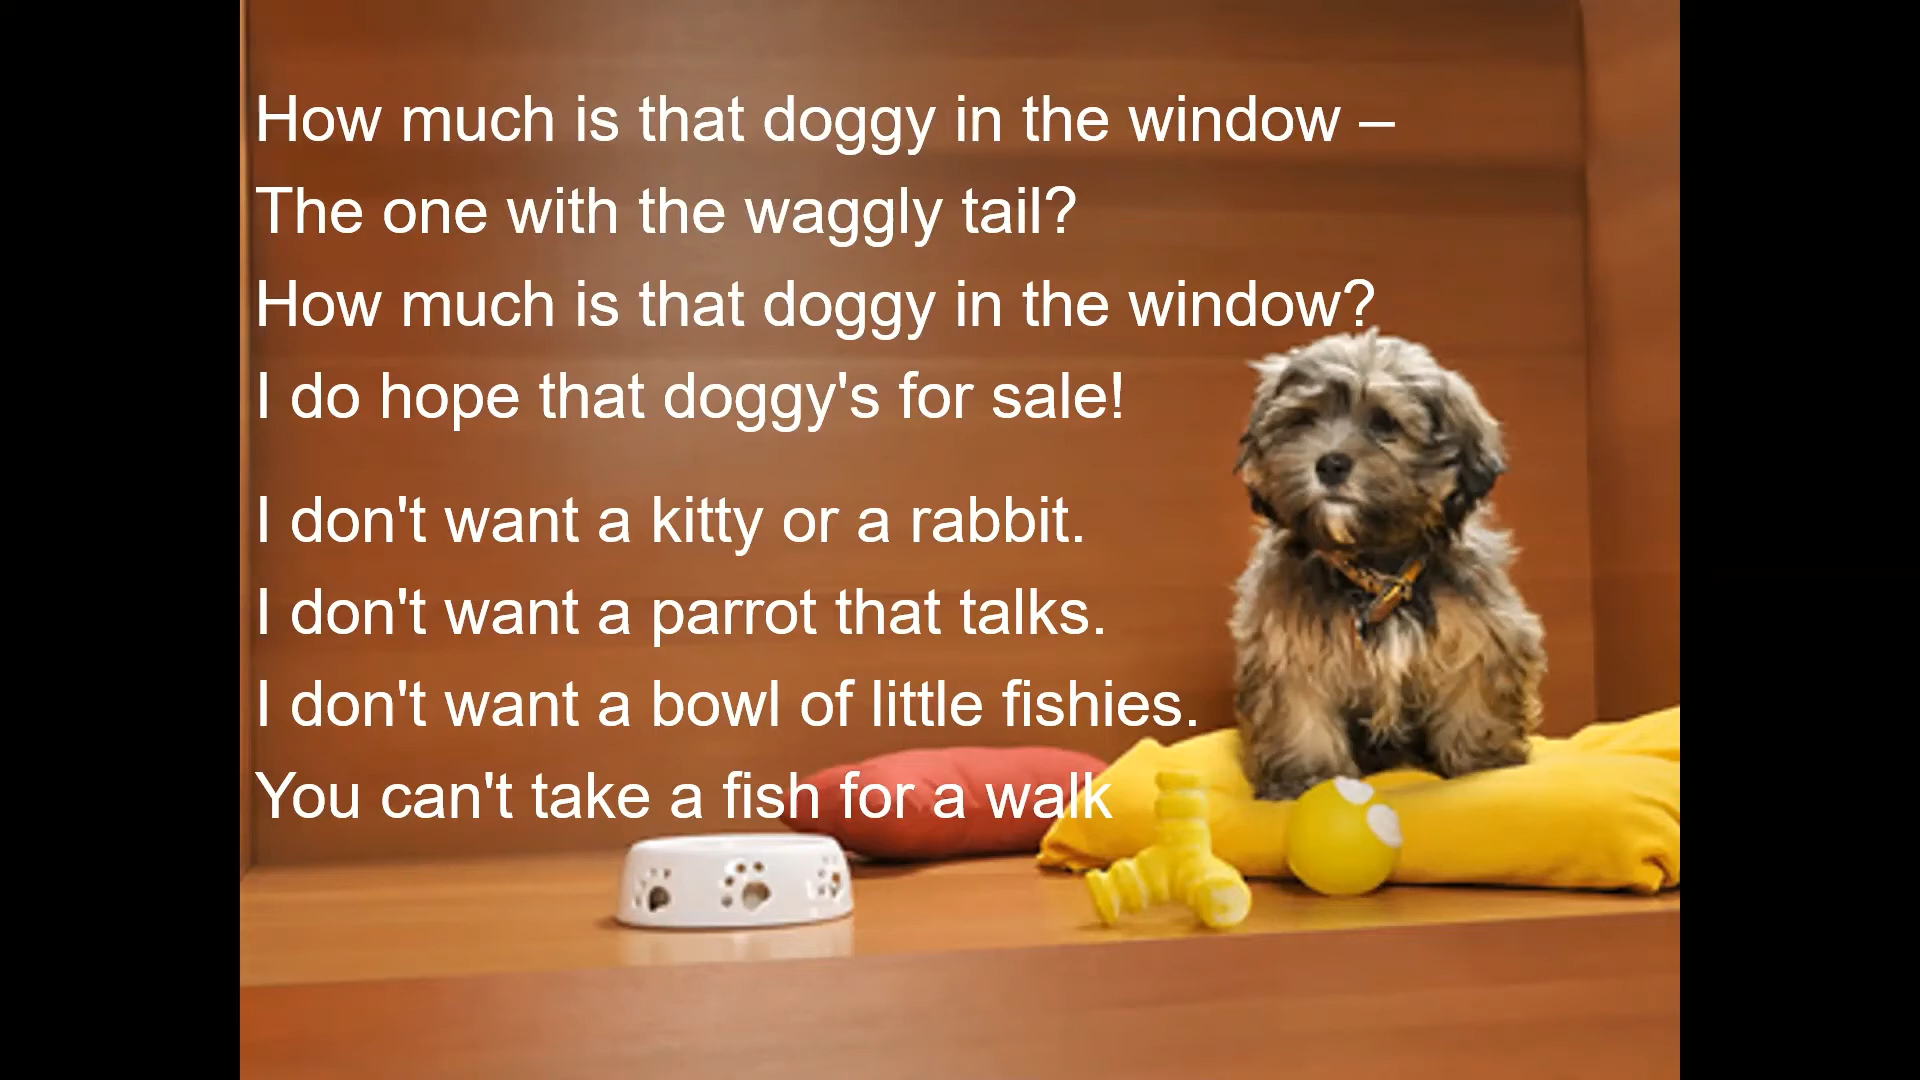 How much is that doggy in the window –
The one with the waggly tail?
How much is that doggy in the window?
I do hope that doggy's for sale!
I don't want a kitty or a rabbit.
I don't want a parrot that talks.
I don't want a bowl of little fishies.
You can't take a fish for a walk